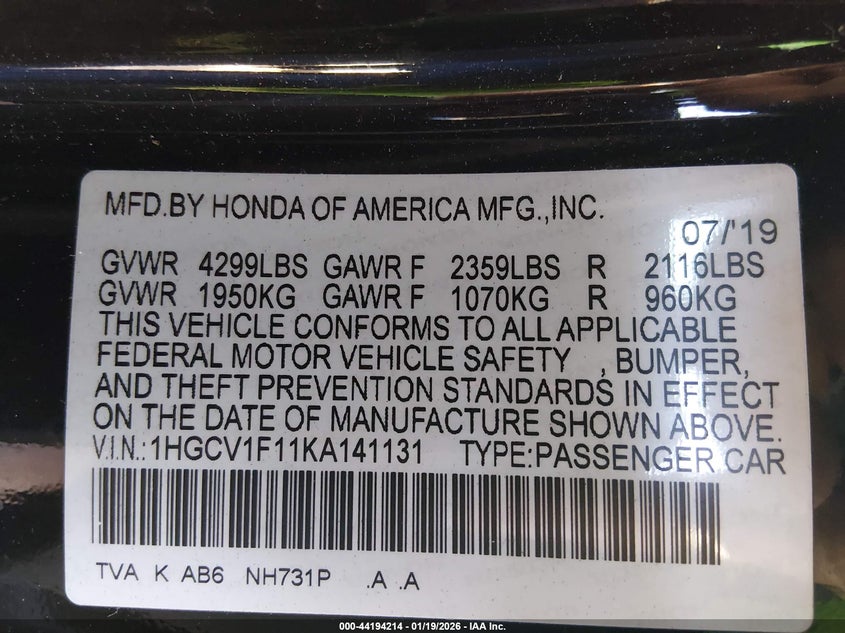 MFD.BY HONDA OF AMERICA MFG.,INC.
07/'19
GVWR 4299LBS GAWR F 2359LBS R 2116LBS
GVWR 1950KG GAWR F 1070KG R 960KG
THIS VEHICLE CONFORMS TO ALL APPLICABLE
FEDERAL MOTOR VEHICLE SAFETY , BUMPER,
AND THEFT PREVENTION STANDARDS IN EFFECT
ON THE DATE OF MANUFACTURE SHOWN ABOVE.
V.I.N.:1HGCV1F11KA141131 TYPE:PASSENGER CAR
TVA K AB6 NH731P .A .A
000-44194214 - 01/19/2026 - IAA Inc.